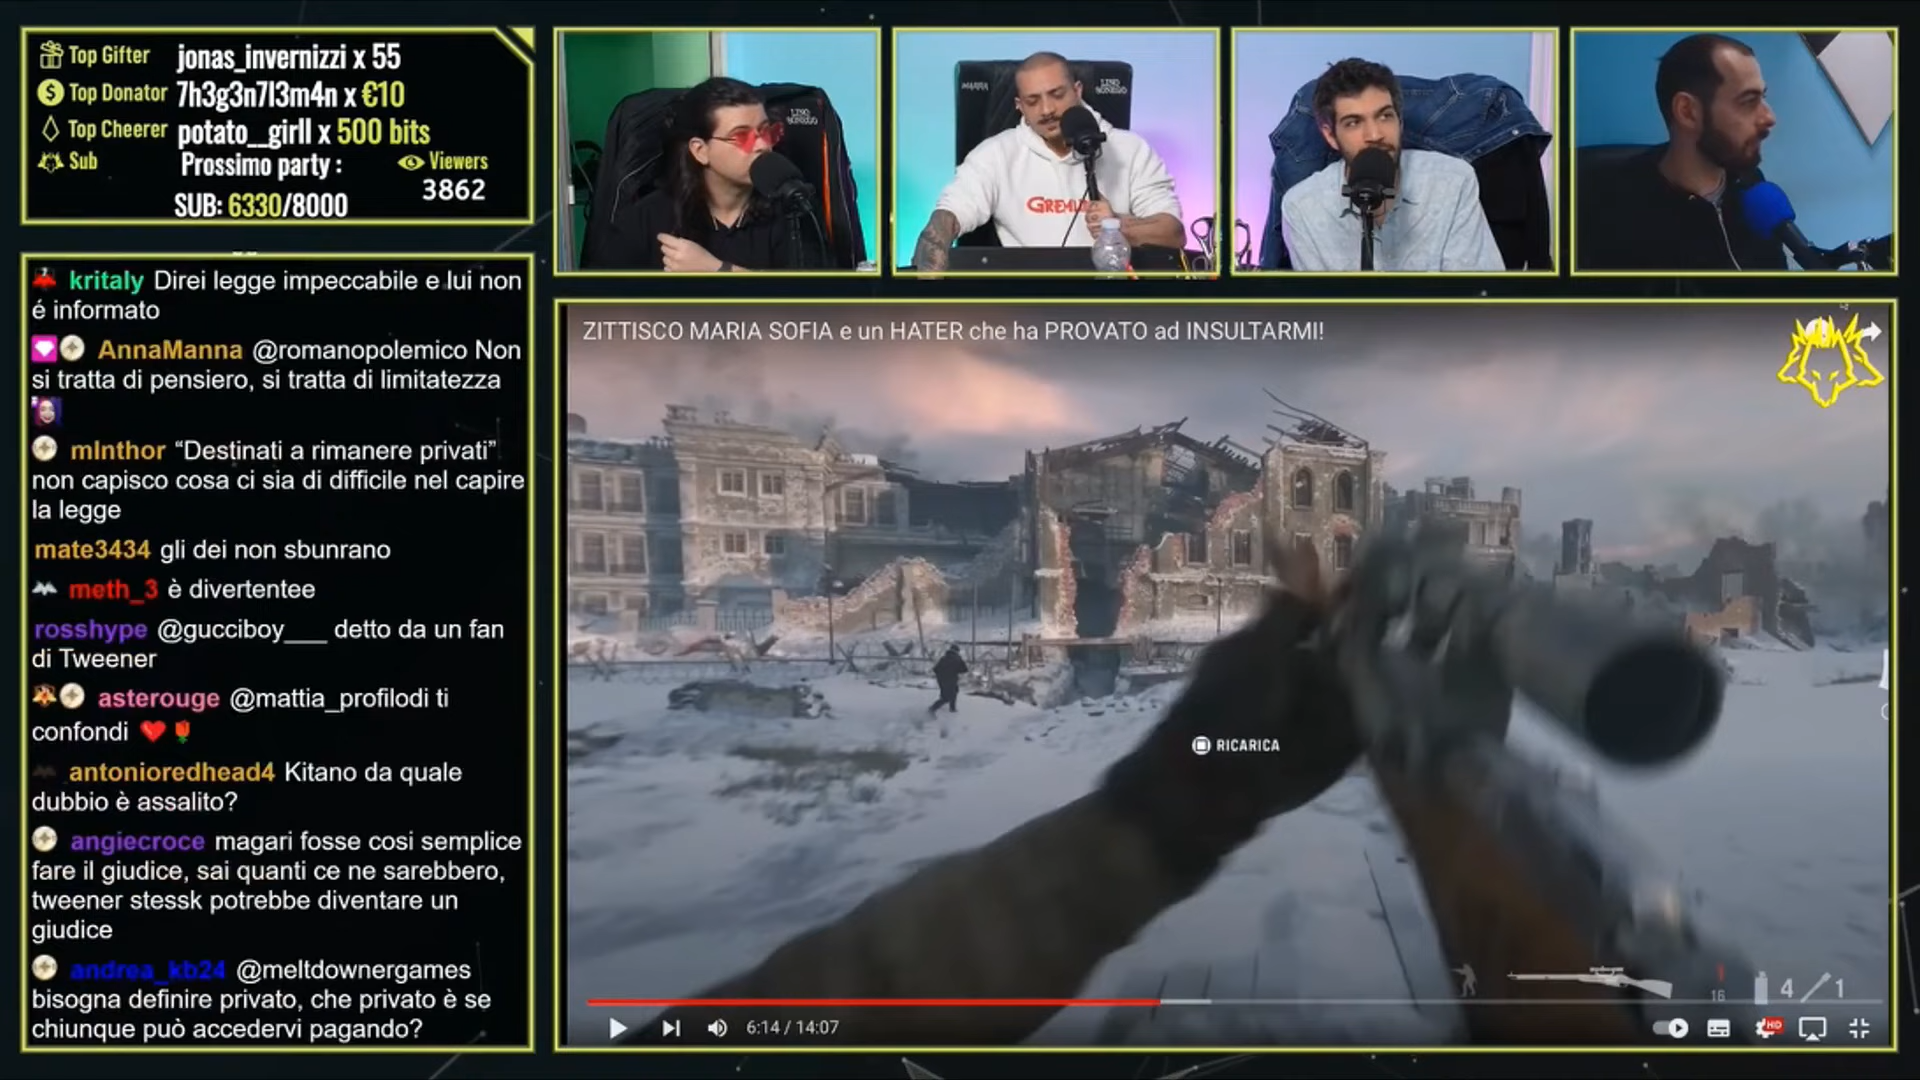 Top Gifter jonas_invernizzi x 55
Top Donator 7h3g3n7l3m4n x €10
Top Cheerer potato__girll x 500 bits
Sub Prossimo party :
SUB: 6330/8000
Viewers
3862
kritaly Direi legge impeccabile e lui non
é informato
AnnaManna @romanopolemico Non
si tratta di pensiero, si tratta di limitatezza
mInthor “Destinati a rimanere privati”
non capisco cosa ci sia di difficile nel capire
la legge
mate3434 gli dei non sbunrano
meth_3 è divertentee
rosshype @gucciboy___ detto da un fan
di Tweener
asterouge @mattia_profilodi ti
confondi
antonioredhead4 Kitano da quale
dubbio è assalito?
angiecroce magari fosse cosi semplice
fare il giudice, sai quanti ce ne sarebbero,
tweener stessk potrebbe diventare un
giudice
andrea_kb24 @meltdownergames
bisogna definire privato, che privato è se
chiunque può accedervi pagando?
ZITTISCO MARIA SOFIA e un HATER che ha PROVATO ad INSULTARMI!
RICARICA
16
4
1
6:14 / 14:07
HD